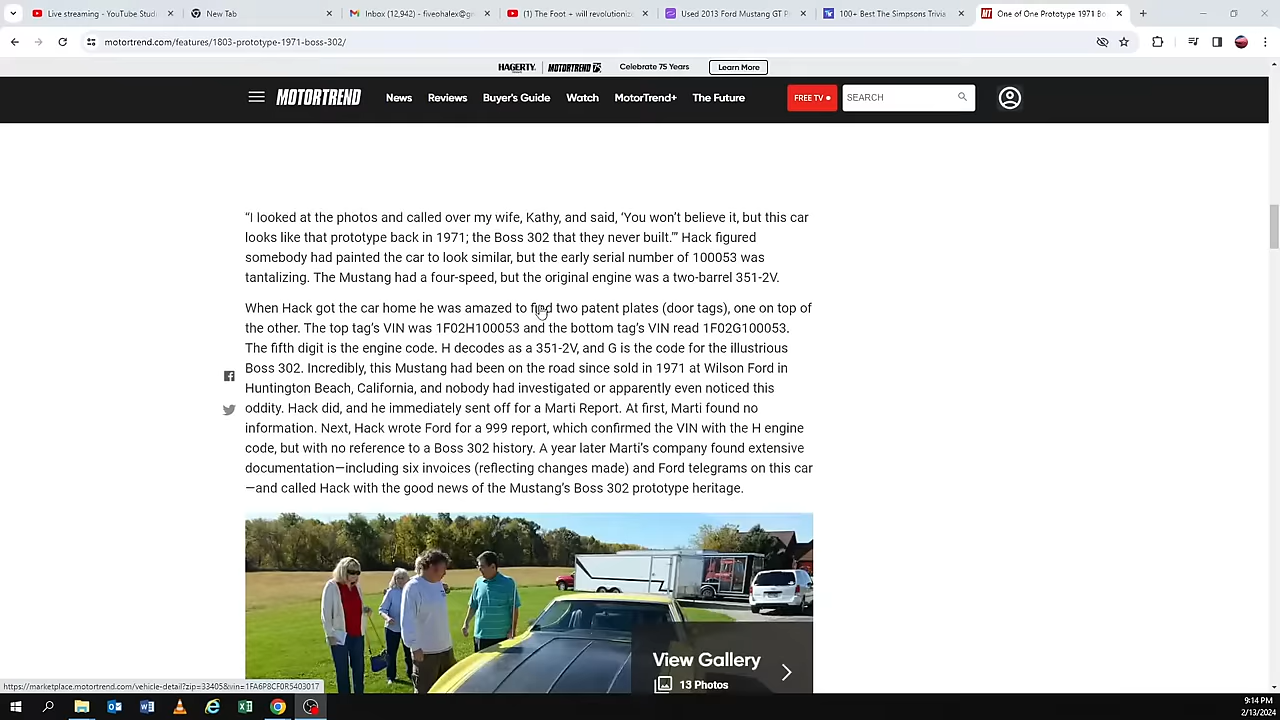 Live streaming - YouTube Stud
New Tab
Inbox (12,942) - fiveohalex@g
(1) The Foot + will revolutioniz
Used 2013 Ford Mustang GT P
100+ Best The Simpsons Trivia
One of One Prototype 1971 Bo
motortrend.com/features/1803-prototype-1971-boss-302/
HAGERTY | MOTORTREND 75 Celebrate 75 Years Learn More
MOTORTREND News Reviews Buyer's Guide Watch MotorTrend+ The Future FREE TV SEARCH
“I looked at the photos and called over my wife, Kathy, and said, ‘You won’t believe it, but this car
looks like that prototype back in 1971; the Boss 302 that they never built.’” Hack figured
somebody had painted the car to look similar, but the early serial number of 100053 was
tantalizing. The Mustang had a four-speed, but the original engine was a two-barrel 351-2V.
When Hack got the car home he was amazed to find two patent plates (door tags), one on top of
the other. The top tag’s VIN was 1F02H100053 and the bottom tag’s VIN read 1F02G100053.
The fifth digit is the engine code. H decodes as a 351-2V, and G is the code for the illustrious
Boss 302. Incredibly, this Mustang had been on the road since sold in 1971 at Wilson Ford in
Huntington Beach, California, and nobody had investigated or apparently even noticed this
oddity. Hack did, and he immediately sent off for a Marti Report. At first, Marti found no
information. Next, Hack wrote Ford for a 999 report, which confirmed the VIN with the H engine
code, but with no reference to a Boss 302 history. A year later Marti’s company found extensive
documentation—including six invoices (reflecting changes made) and Ford telegrams on this car
—and called Hack with the good news of the Mustang’s Boss 302 prototype heritage.
View Gallery
13 Photos
https://marketplace.motortrend.com/vehicle-detail?zip=33405&vin=1FA6P8CF0R5403017
9:14 PM
2/13/2024